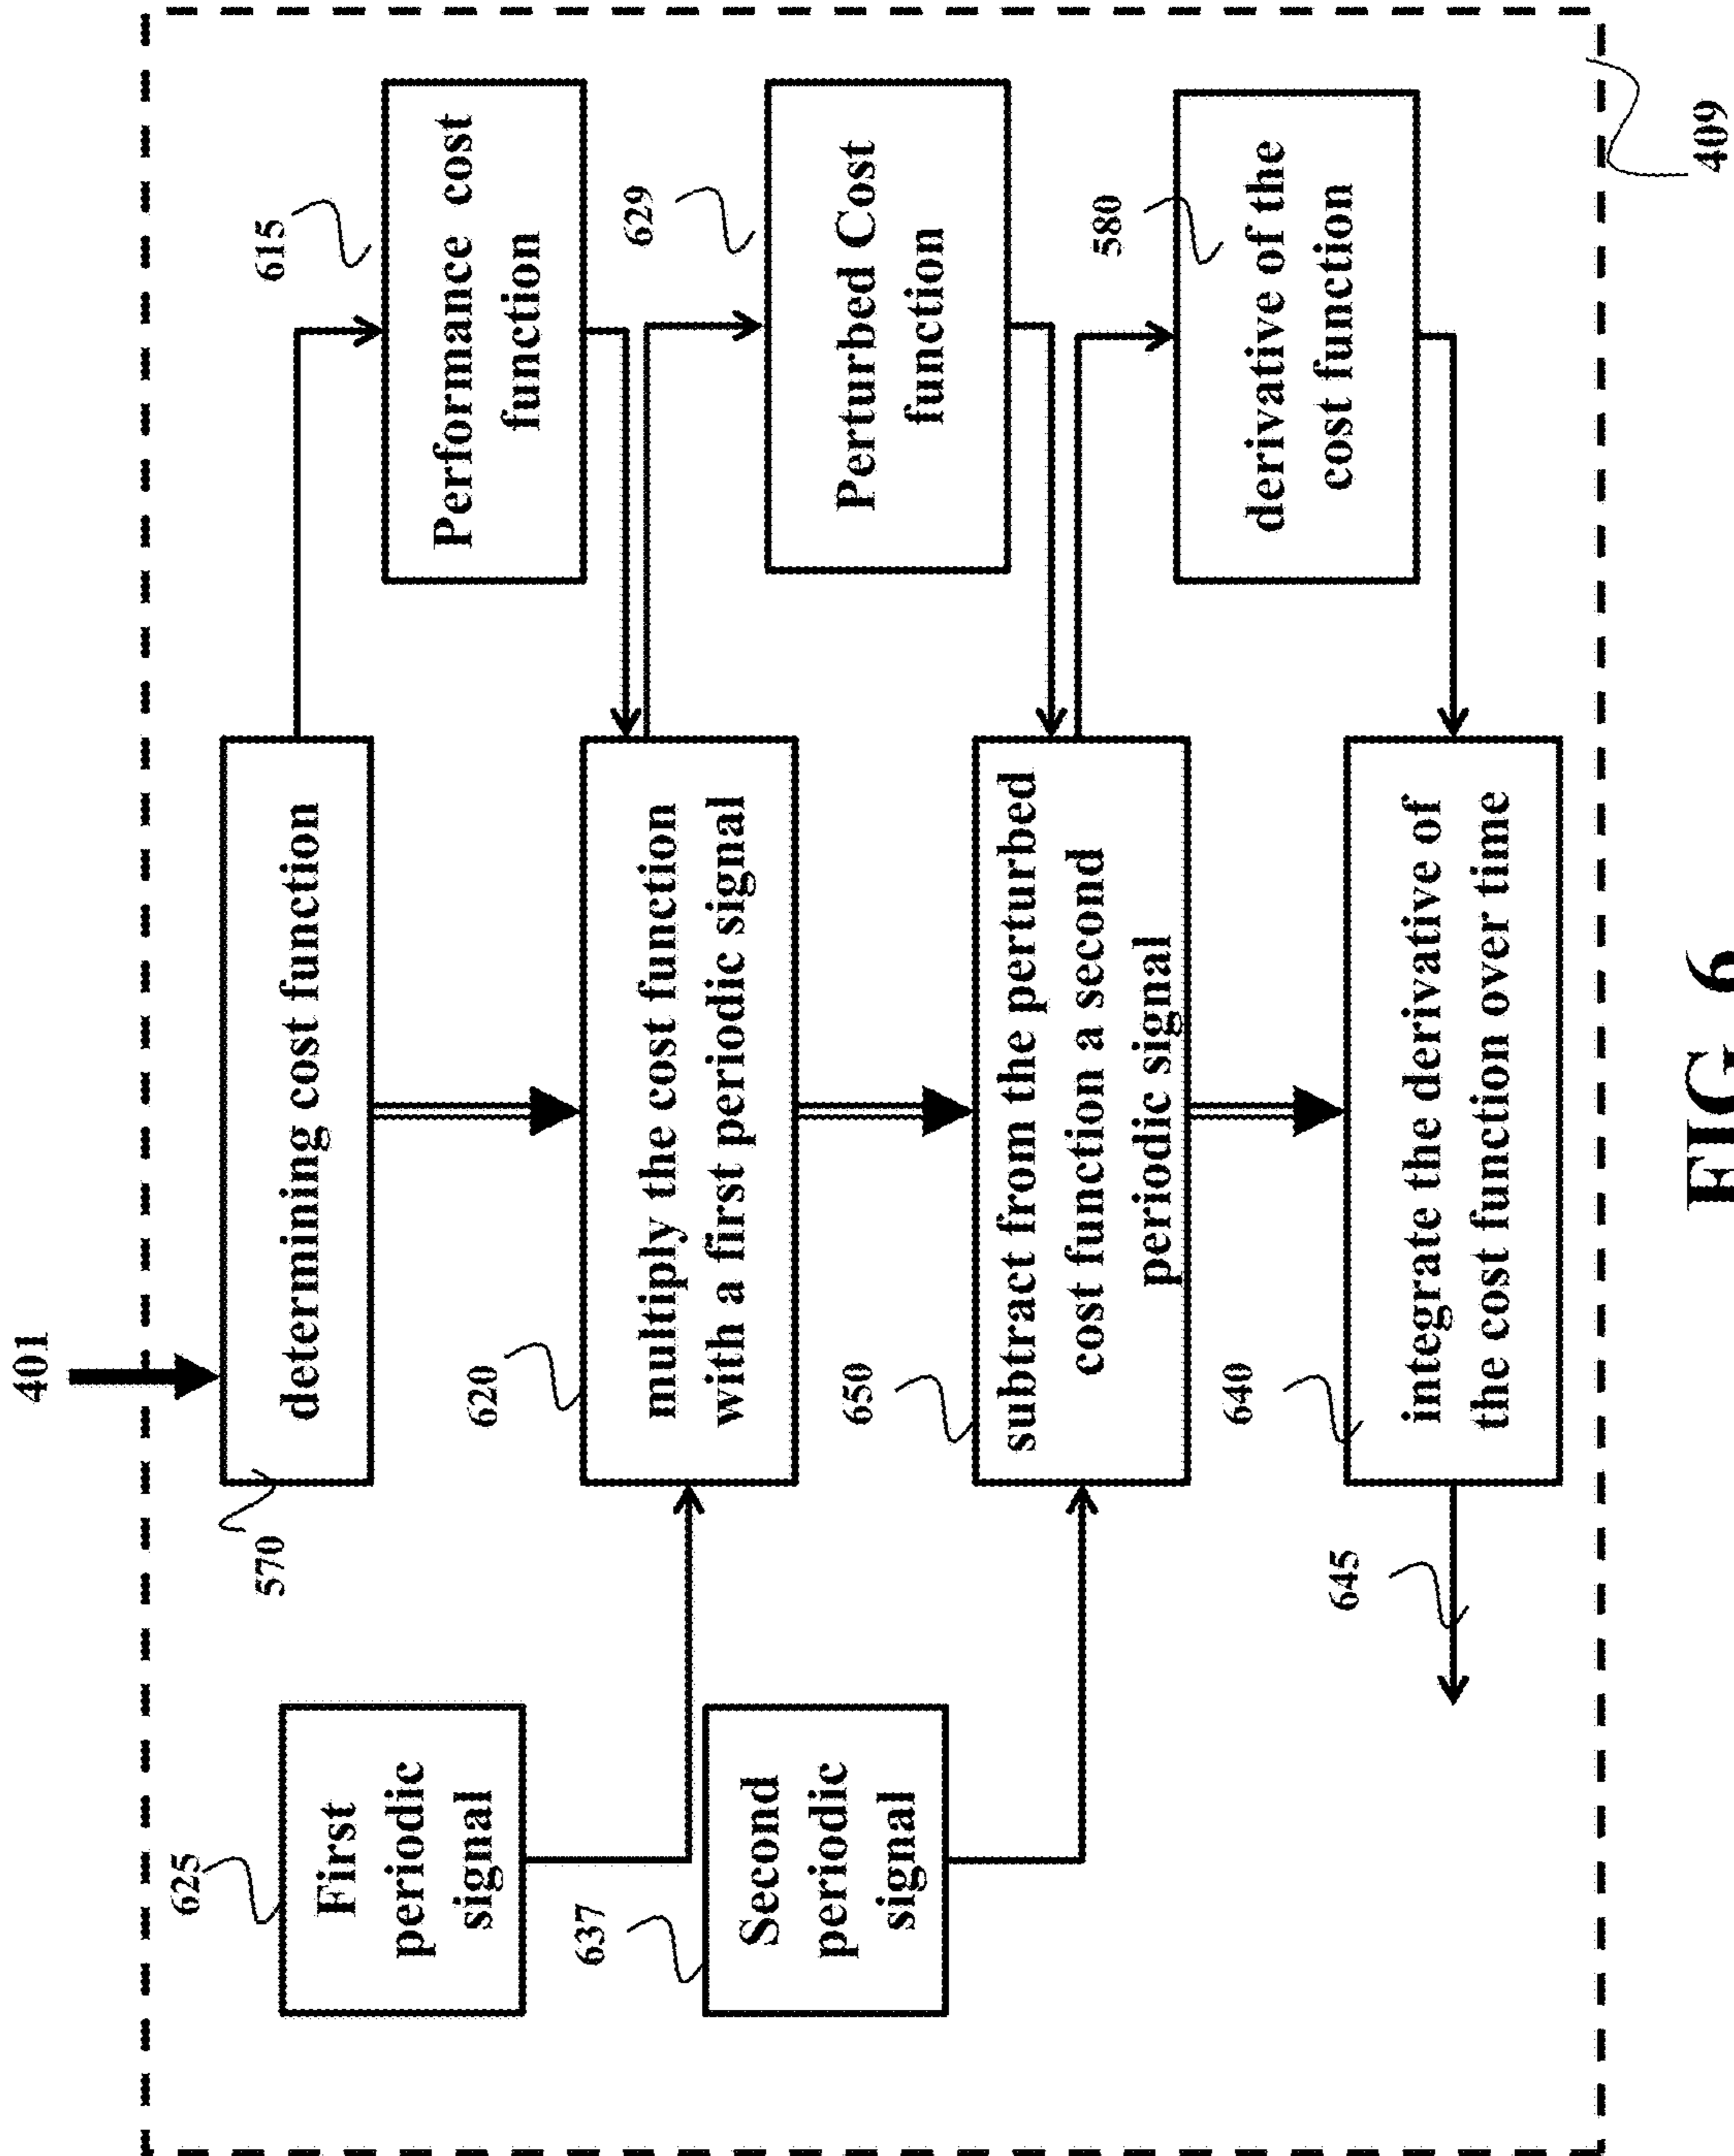 401
570
determining cost function
615
Performance cost
function
625
First
periodic
signal
620
multiply the cost function
with a first periodic signal
629
Perturbed Cost
function
637
Second
periodic
signal
650
subtract from the perturbed
cost function a second
periodic signal
580
derivative of the
cost function
640
integrate the derivative of
the cost function over time
645
409
FIG 6